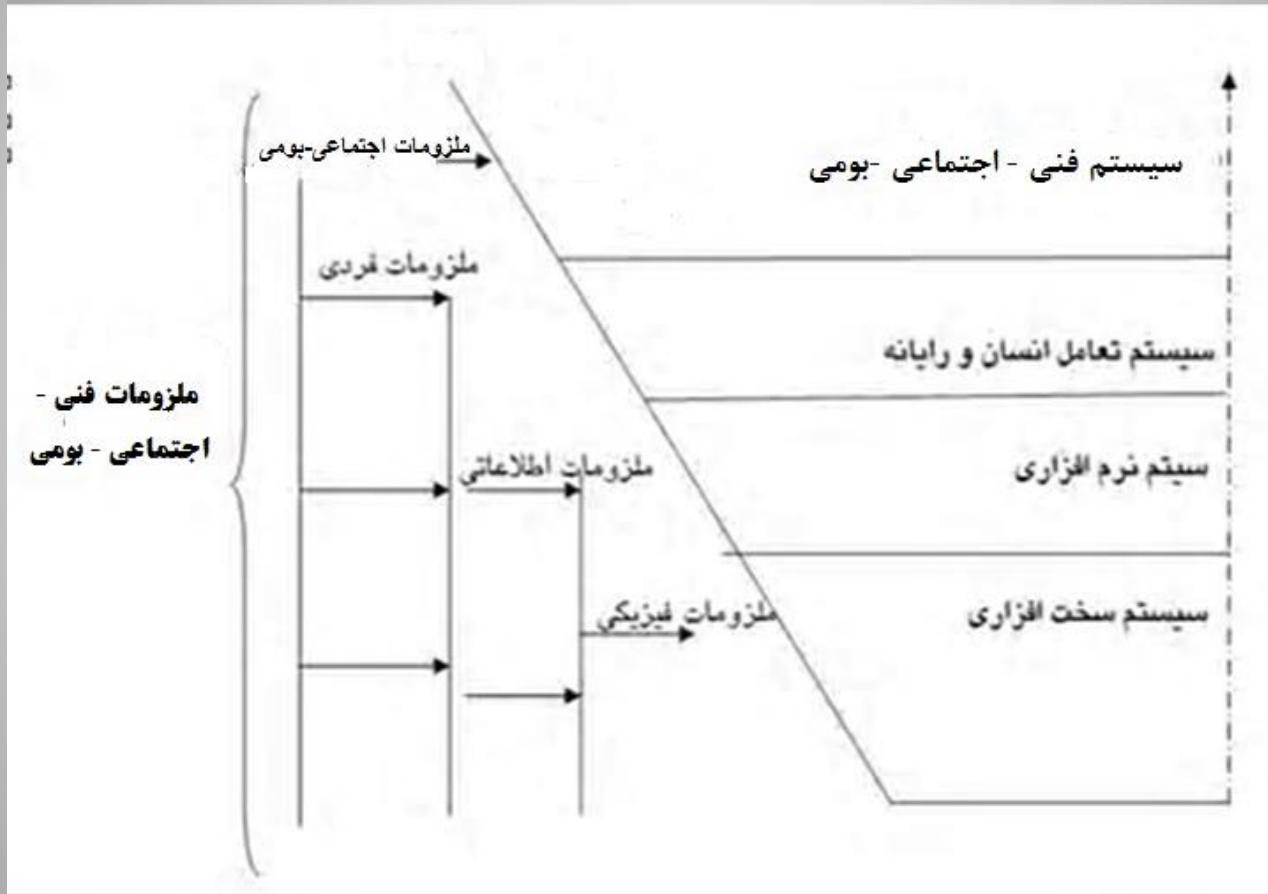 ملزومات اجتماعی-بومی
سیستم فنی - اجتماعی -بومی
ملزومات فردی
سیستم تعامل انسان و رایانه
ملزومات فنی -
اجتماعی - بومی
ملزومات اطلاعاتی
سیتم نرم افزاری
ملزومات فیزیکی
سیستم سخت افزاری